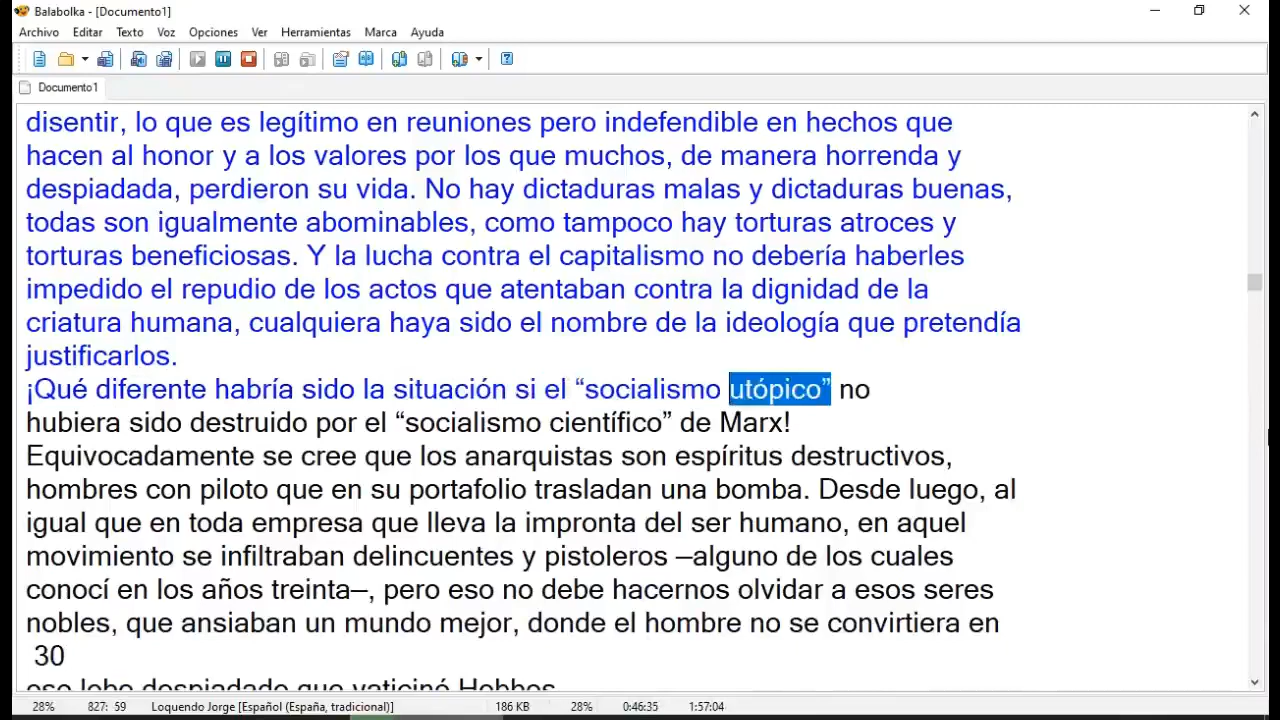 Balabolka - [Documento1]
Archivo Editar Texto Voz Opciones Ver Herramientas Marca Ayuda
Documento1
disentir, lo que es legítimo en reuniones pero indefendible en hechos que
hacen al honor y a los valores por los que muchos, de manera horrenda y
despiadada, perdieron su vida. No hay dictaduras malas y dictaduras buenas,
todas son igualmente abominables, como tampoco hay torturas atroces y
torturas beneficiosas. Y la lucha contra el capitalismo no debería haberles
impedido el repudio de los actos que atentaban contra la dignidad de la
criatura humana, cualquiera haya sido el nombre de la ideología que pretendía
justificarlos.
¡Qué diferente habría sido la situación si el “socialismo utópico” no
hubiera sido destruido por el “socialismo científico” de Marx!
Equivocadamente se cree que los anarquistas son espíritus destructivos,
hombres con piloto que en su portafolio trasladan una bomba. Desde luego, al
igual que en toda empresa que lleva la impronta del ser humano, en aquel
movimiento se infiltraban delincuentes y pistoleros —alguno de los cuales
conocí en los años treinta—, pero eso no debe hacernos olvidar a esos seres
nobles, que ansiaban un mundo mejor, donde el hombre no se convirtiera en
30
ese lobo despiadado que vaticinó Hobbes.
28% 827: 59 Loquendo Jorge [Español (España, tradicional)] 186 KB 28% 0:46:35 1:57:04